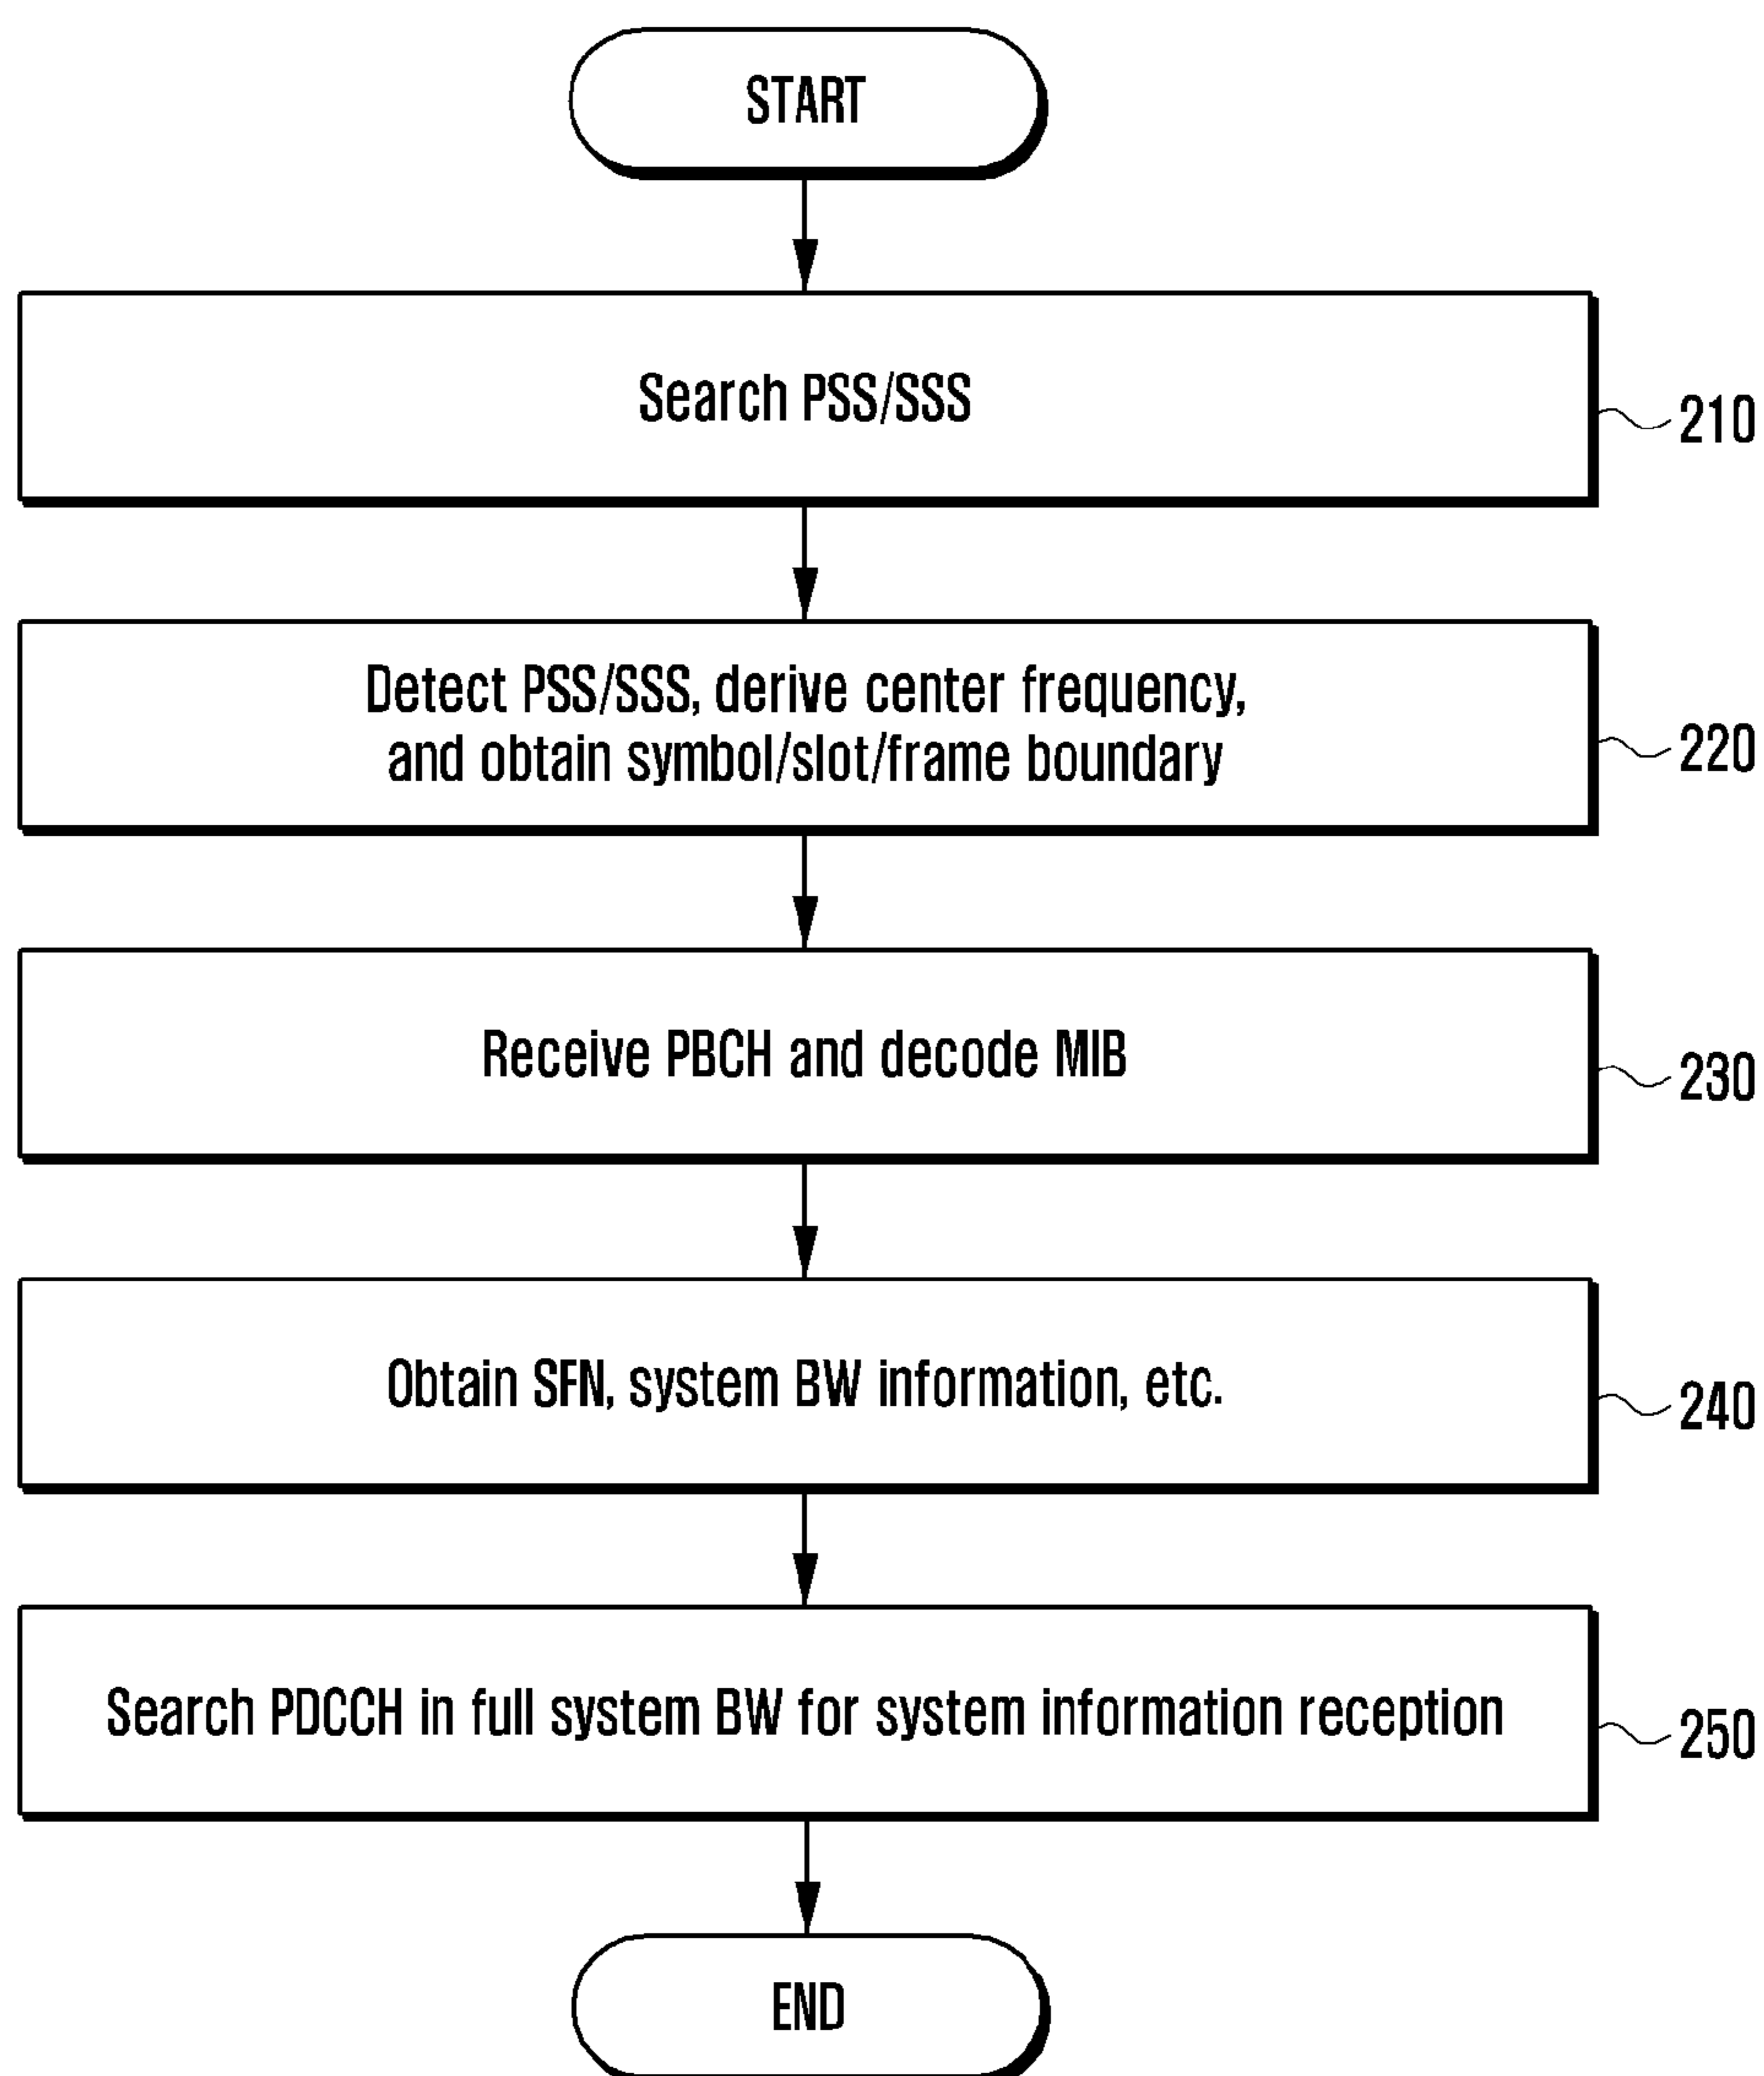 START
Search PSS/SSS
210
Detect PSS/SSS, derive center frequency,
and obtain symbol/slot/frame boundary
220
Receive PBCH and decode MIB
230
Obtain SFN, system BW information, etc.
240
Search PDCCH in full system BW for system information reception
250
END